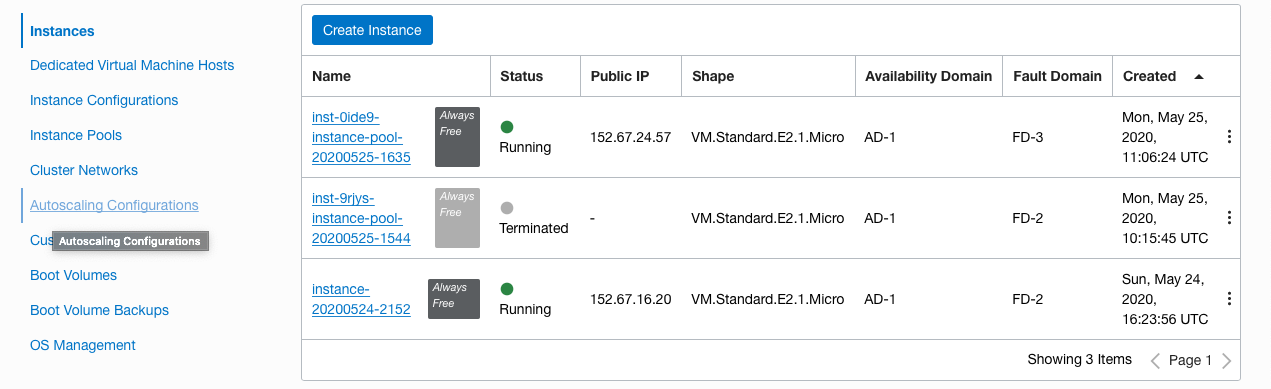 Instances
Dedicated Virtual Machine Hosts
Instance Configurations
Instance Pools
Cluster Networks
Autoscaling Configurations
Cus
Autoscaling Configurations
Boot Volumes
Boot Volume Backups
OS Management
Create Instance
Name Status Public IP Shape Availability Domain Fault Domain Created
inst-0ide9-
instance-pool-
20200525-1635
Always
Free
Running
152.67.24.57
VM.Standard.E2.1.Micro
AD-1
FD-3
Mon, May 25,
2020,
11:06:24 UTC
inst-9rjys-
instance-pool-
20200525-1544
Always
Free
Terminated
-
VM.Standard.E2.1.Micro
AD-1
FD-2
Mon, May 25,
2020,
10:15:45 UTC
instance-
20200524-2152
Always
Free
Running
152.67.16.20
VM.Standard.E2.1.Micro
AD-1
FD-2
Sun, May 24,
2020,
16:23:56 UTC
Showing 3 Items
Page 1